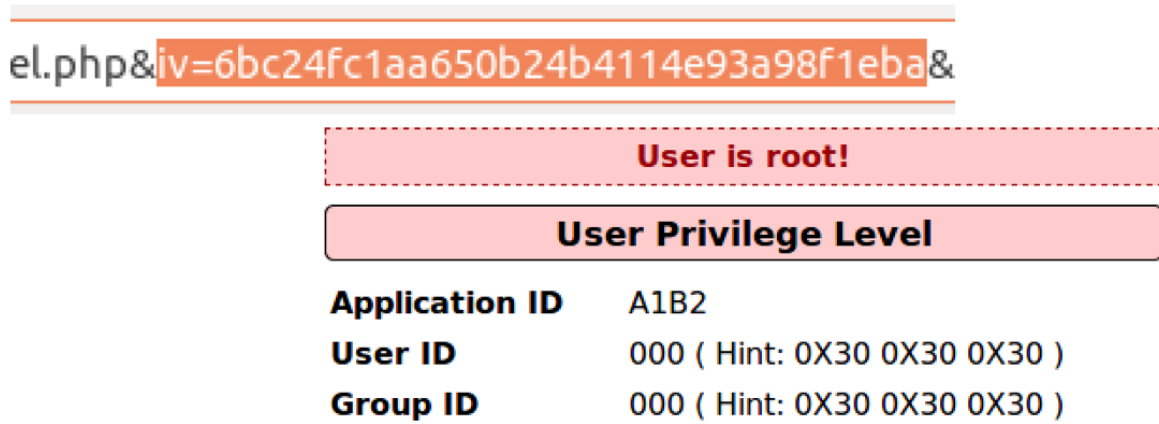 el.php&iv=6bc24fc1aa650b24b4114e93a98f1eba&
User is root!
User Privilege Level
Application ID A1B2
User ID 000 ( Hint: 0X30 0X30 0X30 )
Group ID 000 ( Hint: 0X30 0X30 0X30 )